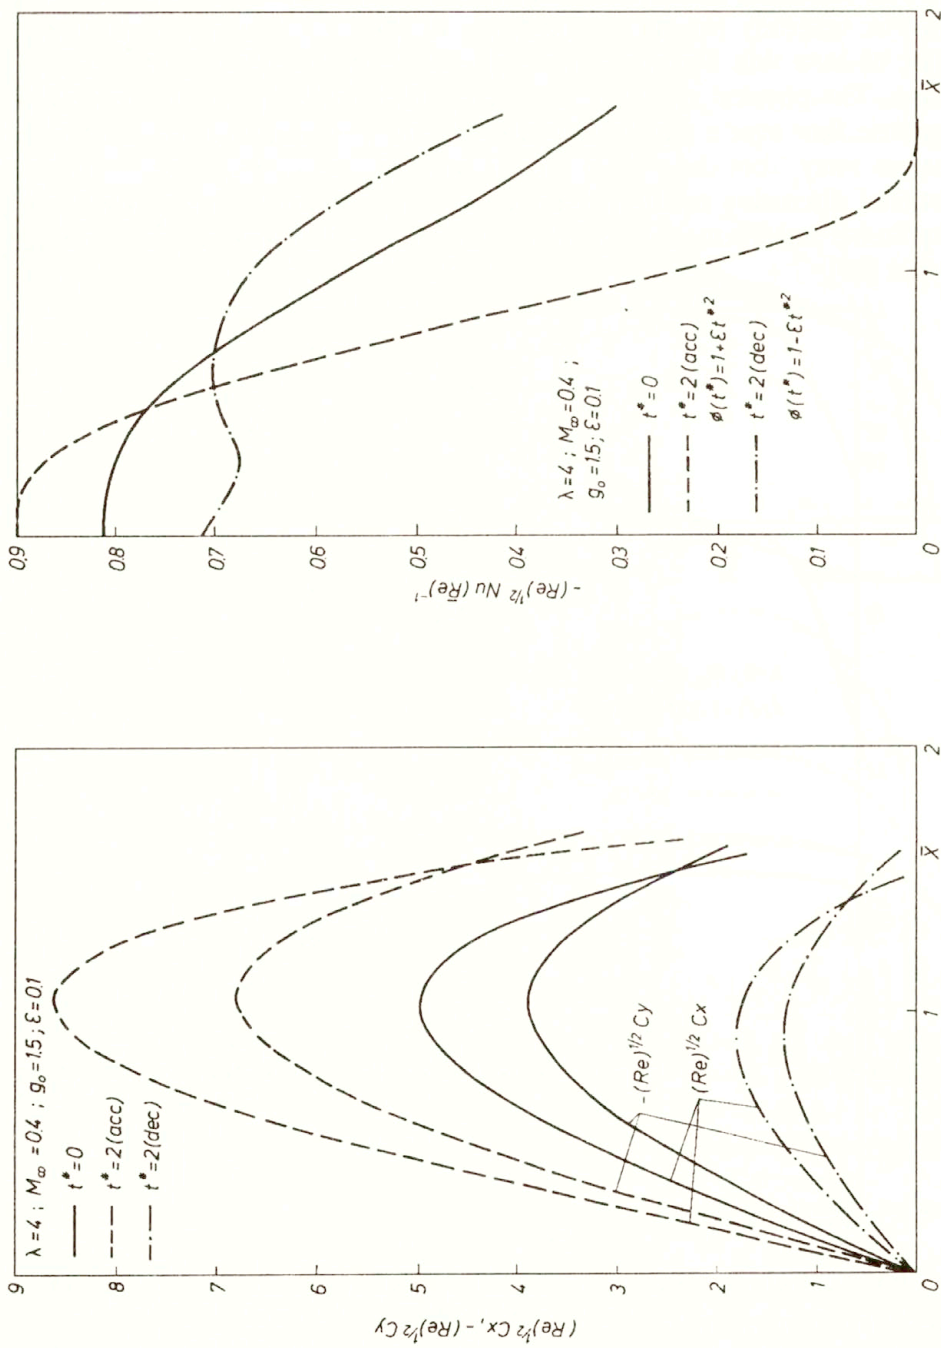 λ=4 ; M∞=0.4 ; g₀=1.5 ; ε=0.1
t*=0
t*=2(acc)
t*=2(dec)
9
8
7
6
5
4
3
2
1
0
1
2
X̄
(Re)^1/2 Cx, -(Re)^1/2 Cy
-(Re)^1/2 Cy
(Re)^1/2 Cx
λ=4 ; M∞=0.4 ;
g₀=1.5; ε=0.1
t*=0
t*=2(acc)
ø(t*)=1+εt*²
t*=2(dec)
ø(t*)=1-εt*²
0.9
0.8
0.7
0.6
0.5
0.4
0.3
0.2
0.1
0
1
2
X̄
-(Re)^1/2 Nu (R̄e)^-1